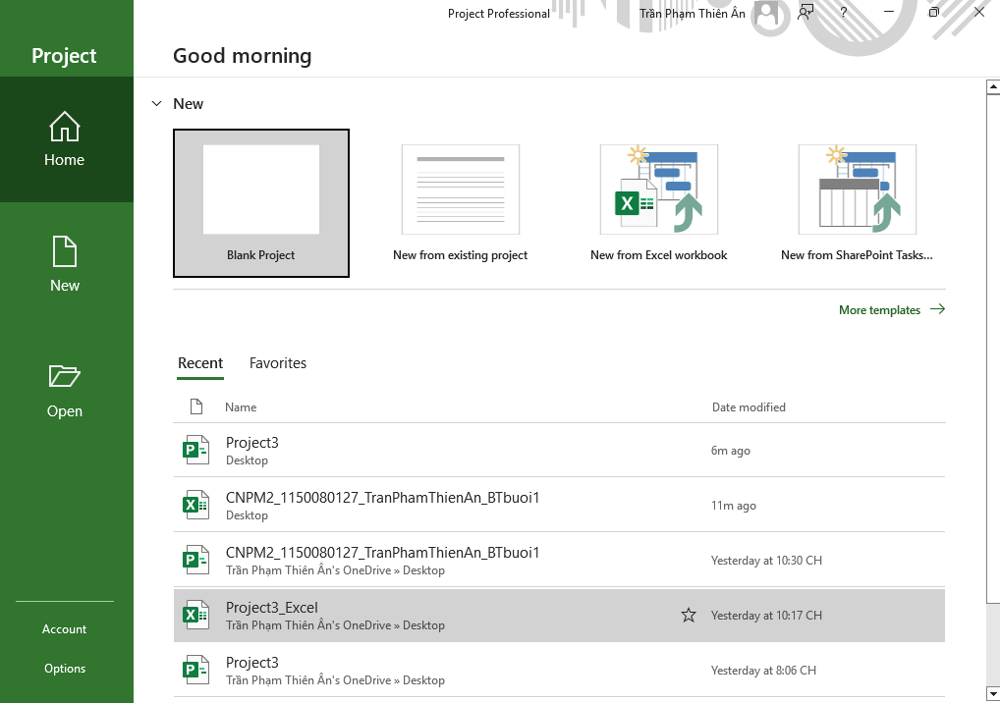 Project Professional
Trần Phạm Thiên Ân
?
Project
Good morning
Home
New
Open
Account
Options
New
Blank Project
New from existing project
X
New from Excel workbook
New from SharePoint Tasks...
More templates
Recent
Favorites
Name
Date modified
P
Project3
Desktop
6m ago
X
CNPM2_1150080127_TranPhamThienAn_BTbuoi1
Desktop
11m ago
P
CNPM2_1150080127_TranPhamThienAn_BTbuoi1
Trần Phạm Thiên Ân's OneDrive » Desktop
Yesterday at 10:30 CH
X
Project3_Excel
Trần Phạm Thiên Ân's OneDrive » Desktop
Yesterday at 10:17 CH
P
Project3
Trần Phạm Thiên Ân's OneDrive » Desktop
Yesterday at 8:06 CH